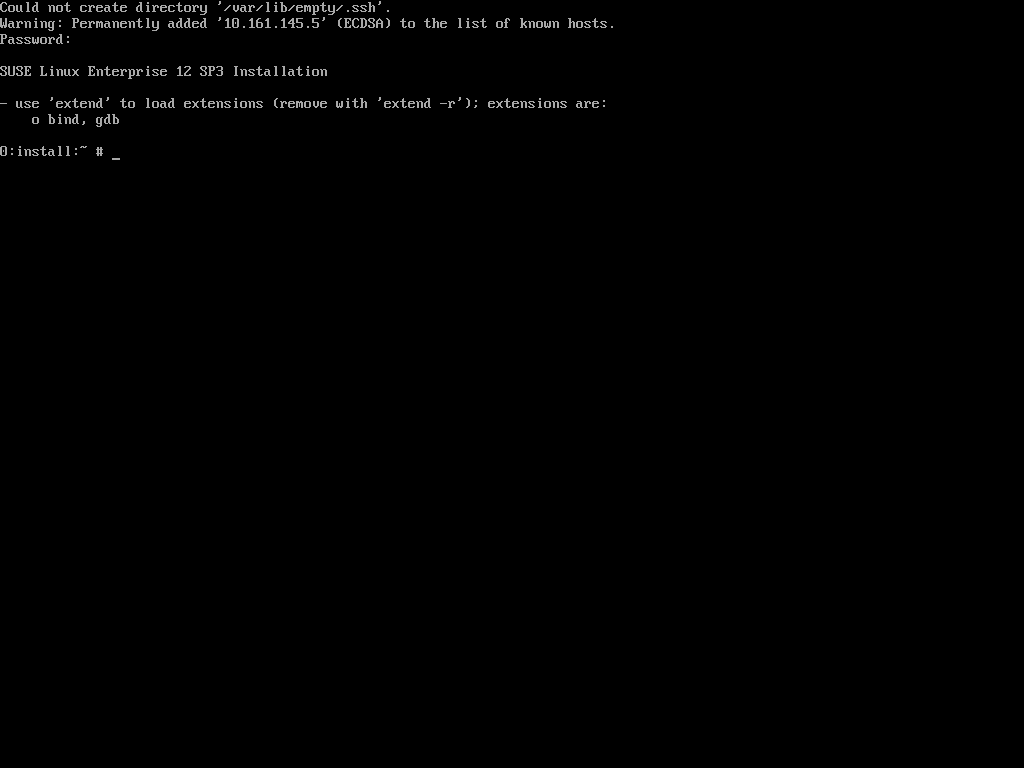 Could not create directory '/var/lib/empty/.ssh'.
Warning: Permanently added '10.161.145.5' (ECDSA) to the list of known hosts.
Password:
SUSE Linux Enterprise 12 SP3 Installation
- use 'extend' to load extensions (remove with 'extend -r'); extensions are:
o bind, gdb
0:install:~ # _